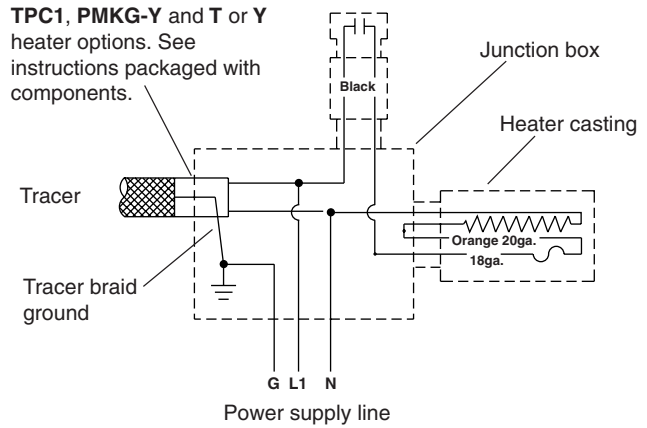 TPC1, PMKG-Y and T or Y
heater options. See
instructions packaged with
components.
Junction box
Black
Heater casting
Tracer
Orange 20ga.
18ga.
Tracer braid
ground
G L1 N
Power supply line